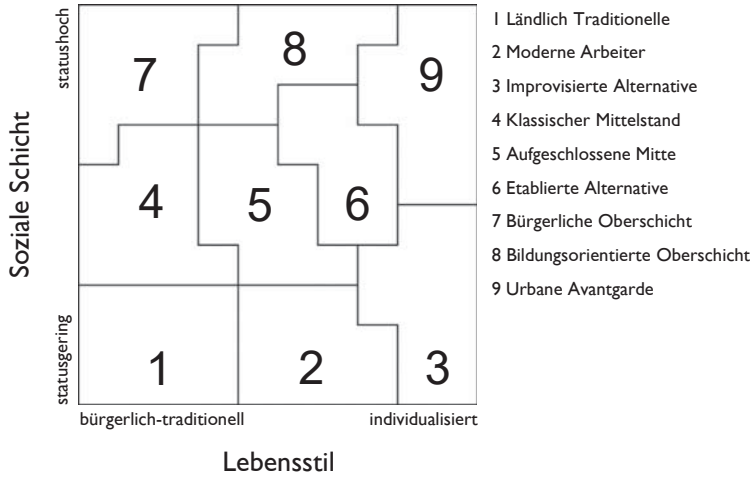 statushoch
Soziale Schicht
statusgering
7
8
9
4
5
6
1
2
3
bürgerlich-traditionell
individualisiert
Lebensstil
1 Ländlich Traditionelle
2 Moderne Arbeiter
3 Improvisierte Alternative
4 Klassischer Mittelstand
5 Aufgeschlossene Mitte
6 Etablierte Alternative
7 Bürgerliche Oberschicht
8 Bildungsorientierte Oberschicht
9 Urbane Avantgarde